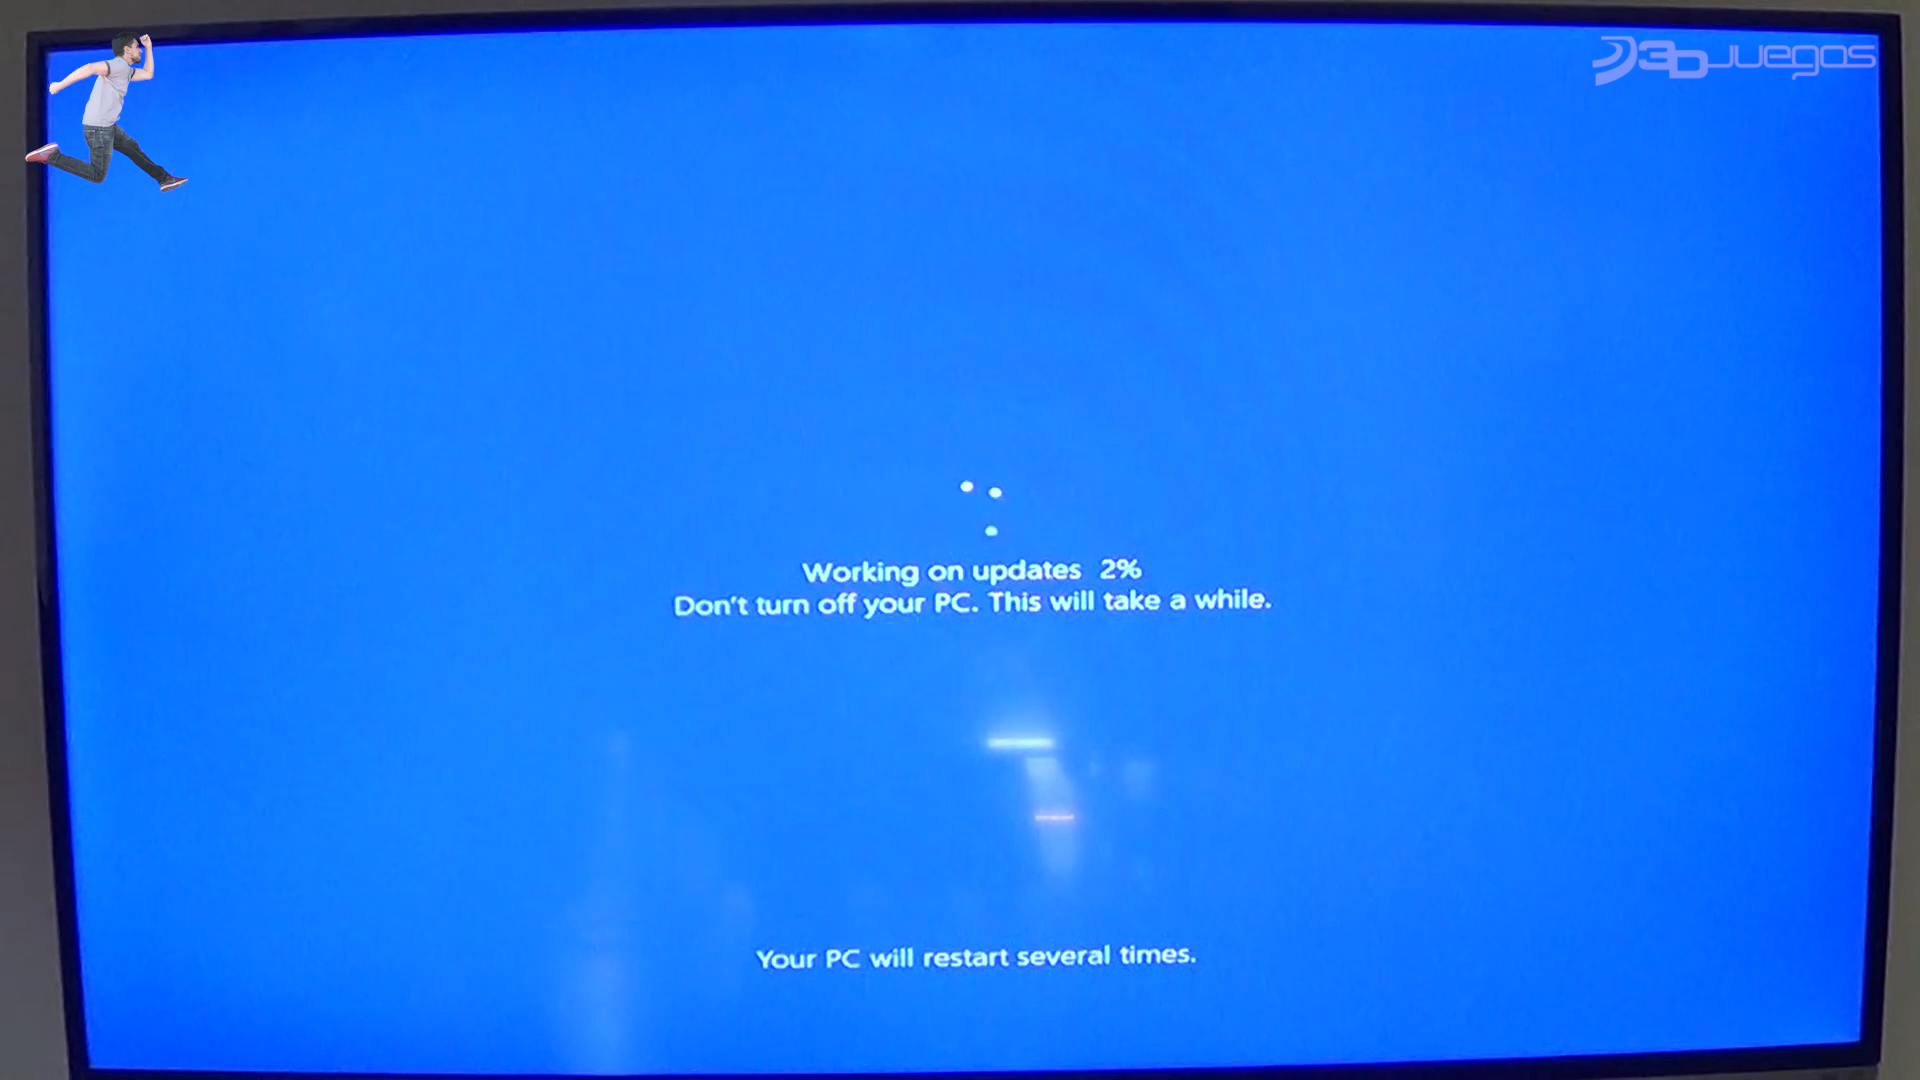 3DJuegos
Working on updates 2%
Don't turn off your PC. This will take a while.
Your PC will restart several times.